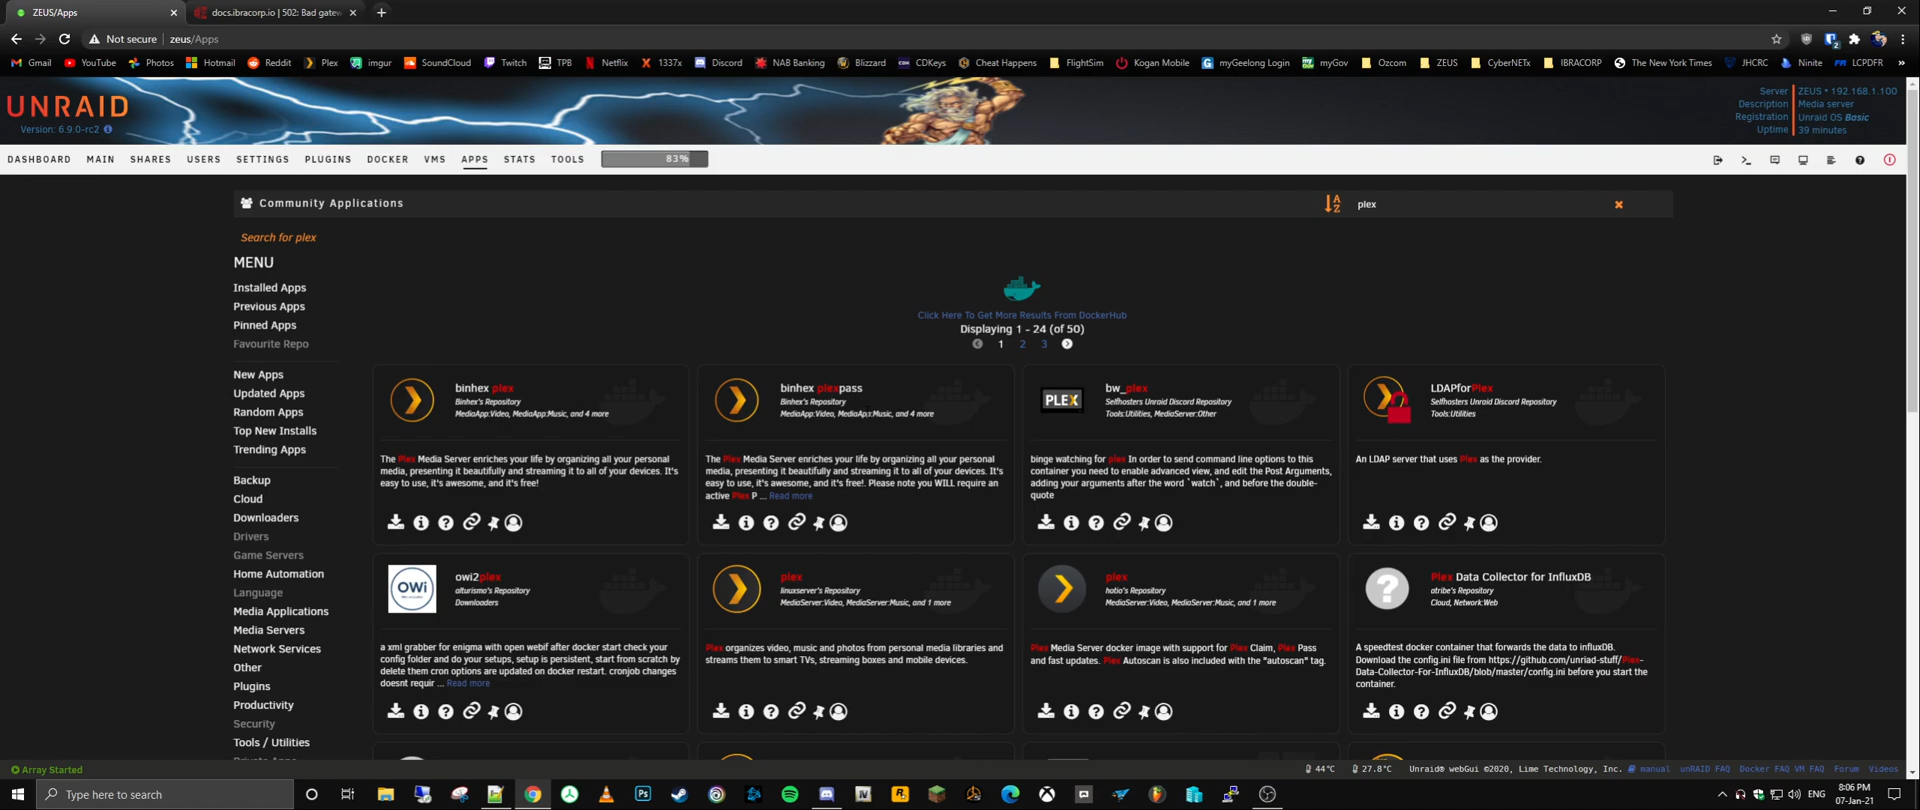 ZEUS/Apps
docs.ibracorp.io | 502: Bad gatew
Not secure | zeus/Apps
Gmail YouTube Photos Hotmail Reddit Plex imgur SoundCloud Twitch TPB Netflix 1337x Discord NAB Banking Blizzard CDKeys Cheat Happens FlightSim Kogan Mobile myGeelong Login myGov Ozcom ZEUS CyberNETx IBRACORP The New York Times JHCRC Ninite LCPDFR
UNRAID
Version: 6.9.0-rc2
Server ZEUS • 192.168.1.100
Description Media server
Registration Unraid OS Basic
Uptime 39 minutes
DASHBOARD MAIN SHARES USERS SETTINGS PLUGINS DOCKER VMS APPS STATS TOOLS 83%
Community Applications
plex
Search for plex
MENU
Installed Apps
Previous Apps
Pinned Apps
Favourite Repo
New Apps
Updated Apps
Random Apps
Top New Installs
Trending Apps
Backup
Cloud
Downloaders
Drivers
Game Servers
Home Automation
Language
Media Applications
Media Servers
Network Services
Other
Plugins
Productivity
Security
Tools / Utilities
Private Apps
Click Here To Get More Results From DockerHub
Displaying 1 - 24 (of 50)
1 2 3
binhex plex
Binhex's Repository
MediaApp:Video, MediaApp:Music, and 4 more
The Plex Media Server enriches your life by organizing all your personal
media, presenting it beautifully and streaming it to all of your devices. It's
easy to use, it's awesome, and it's free!
binhex plexpass
Binhex's Repository
MediaApp:Video, MediaApp:Music, and 4 more
The Plex Media Server enriches your life by organizing all your personal
media, presenting it beautifully and streaming it to all of your devices. It's
easy to use, it's awesome, and it's free!. Please note you WILL require an
active Plex P ... Read more
PLEX
bw_plex
Selfhosters Unraid Discord Repository
Tools:Utilities, MediaServer:Other
binge watching for plex In order to send command line options to this
container you need to enable advanced view, and edit the Post Arguments,
adding your arguments after the word `watch`, and before the double-
quote
LDAPforPlex
Selfhosters Unraid Discord Repository
Tools:Utilities
An LDAP server that uses Plex as the provider.
OWi
owi2plex
alturismo's Repository
Downloaders
a xml grabber for enigma with open webif after docker start check your
config folder and do your setups, setup is persistent, start from scratch by
delete them cron options are updated on docker restart. cronjob changes
doesnt requir ... Read more
plex
linuxserver's Repository
MediaServer:Video, MediaServer:Music, and 1 more
Plex organizes video, music and photos from personal media libraries and
streams them to smart TVs, streaming boxes and mobile devices.
plex
hotio's Repository
MediaServer:Video, MediaServer:Music, and 1 more
Plex Media Server docker image with support for Plex Claim, Plex Pass
and fast updates. Plex Autoscan is also included with the "autoscan" tag.
Plex Data Collector for InfluxDB
atribe's Repository
Cloud, Network:Web
A speedtest docker container that forwards the data to influxDB.
Download the config.ini file from https://github.com/unriad-stuff/Plex-
Data-Collector-For-InfluxDB/blob/master/config.ini before you start the
container.
Array Started
44°C 27.8°C Unraid® webGui ©2020, Lime Technology, Inc. manual unRAID FAQ Docker FAQ VM FAQ Forum Videos
Type here to search
ENG
8:06 PM
07-Jan-21